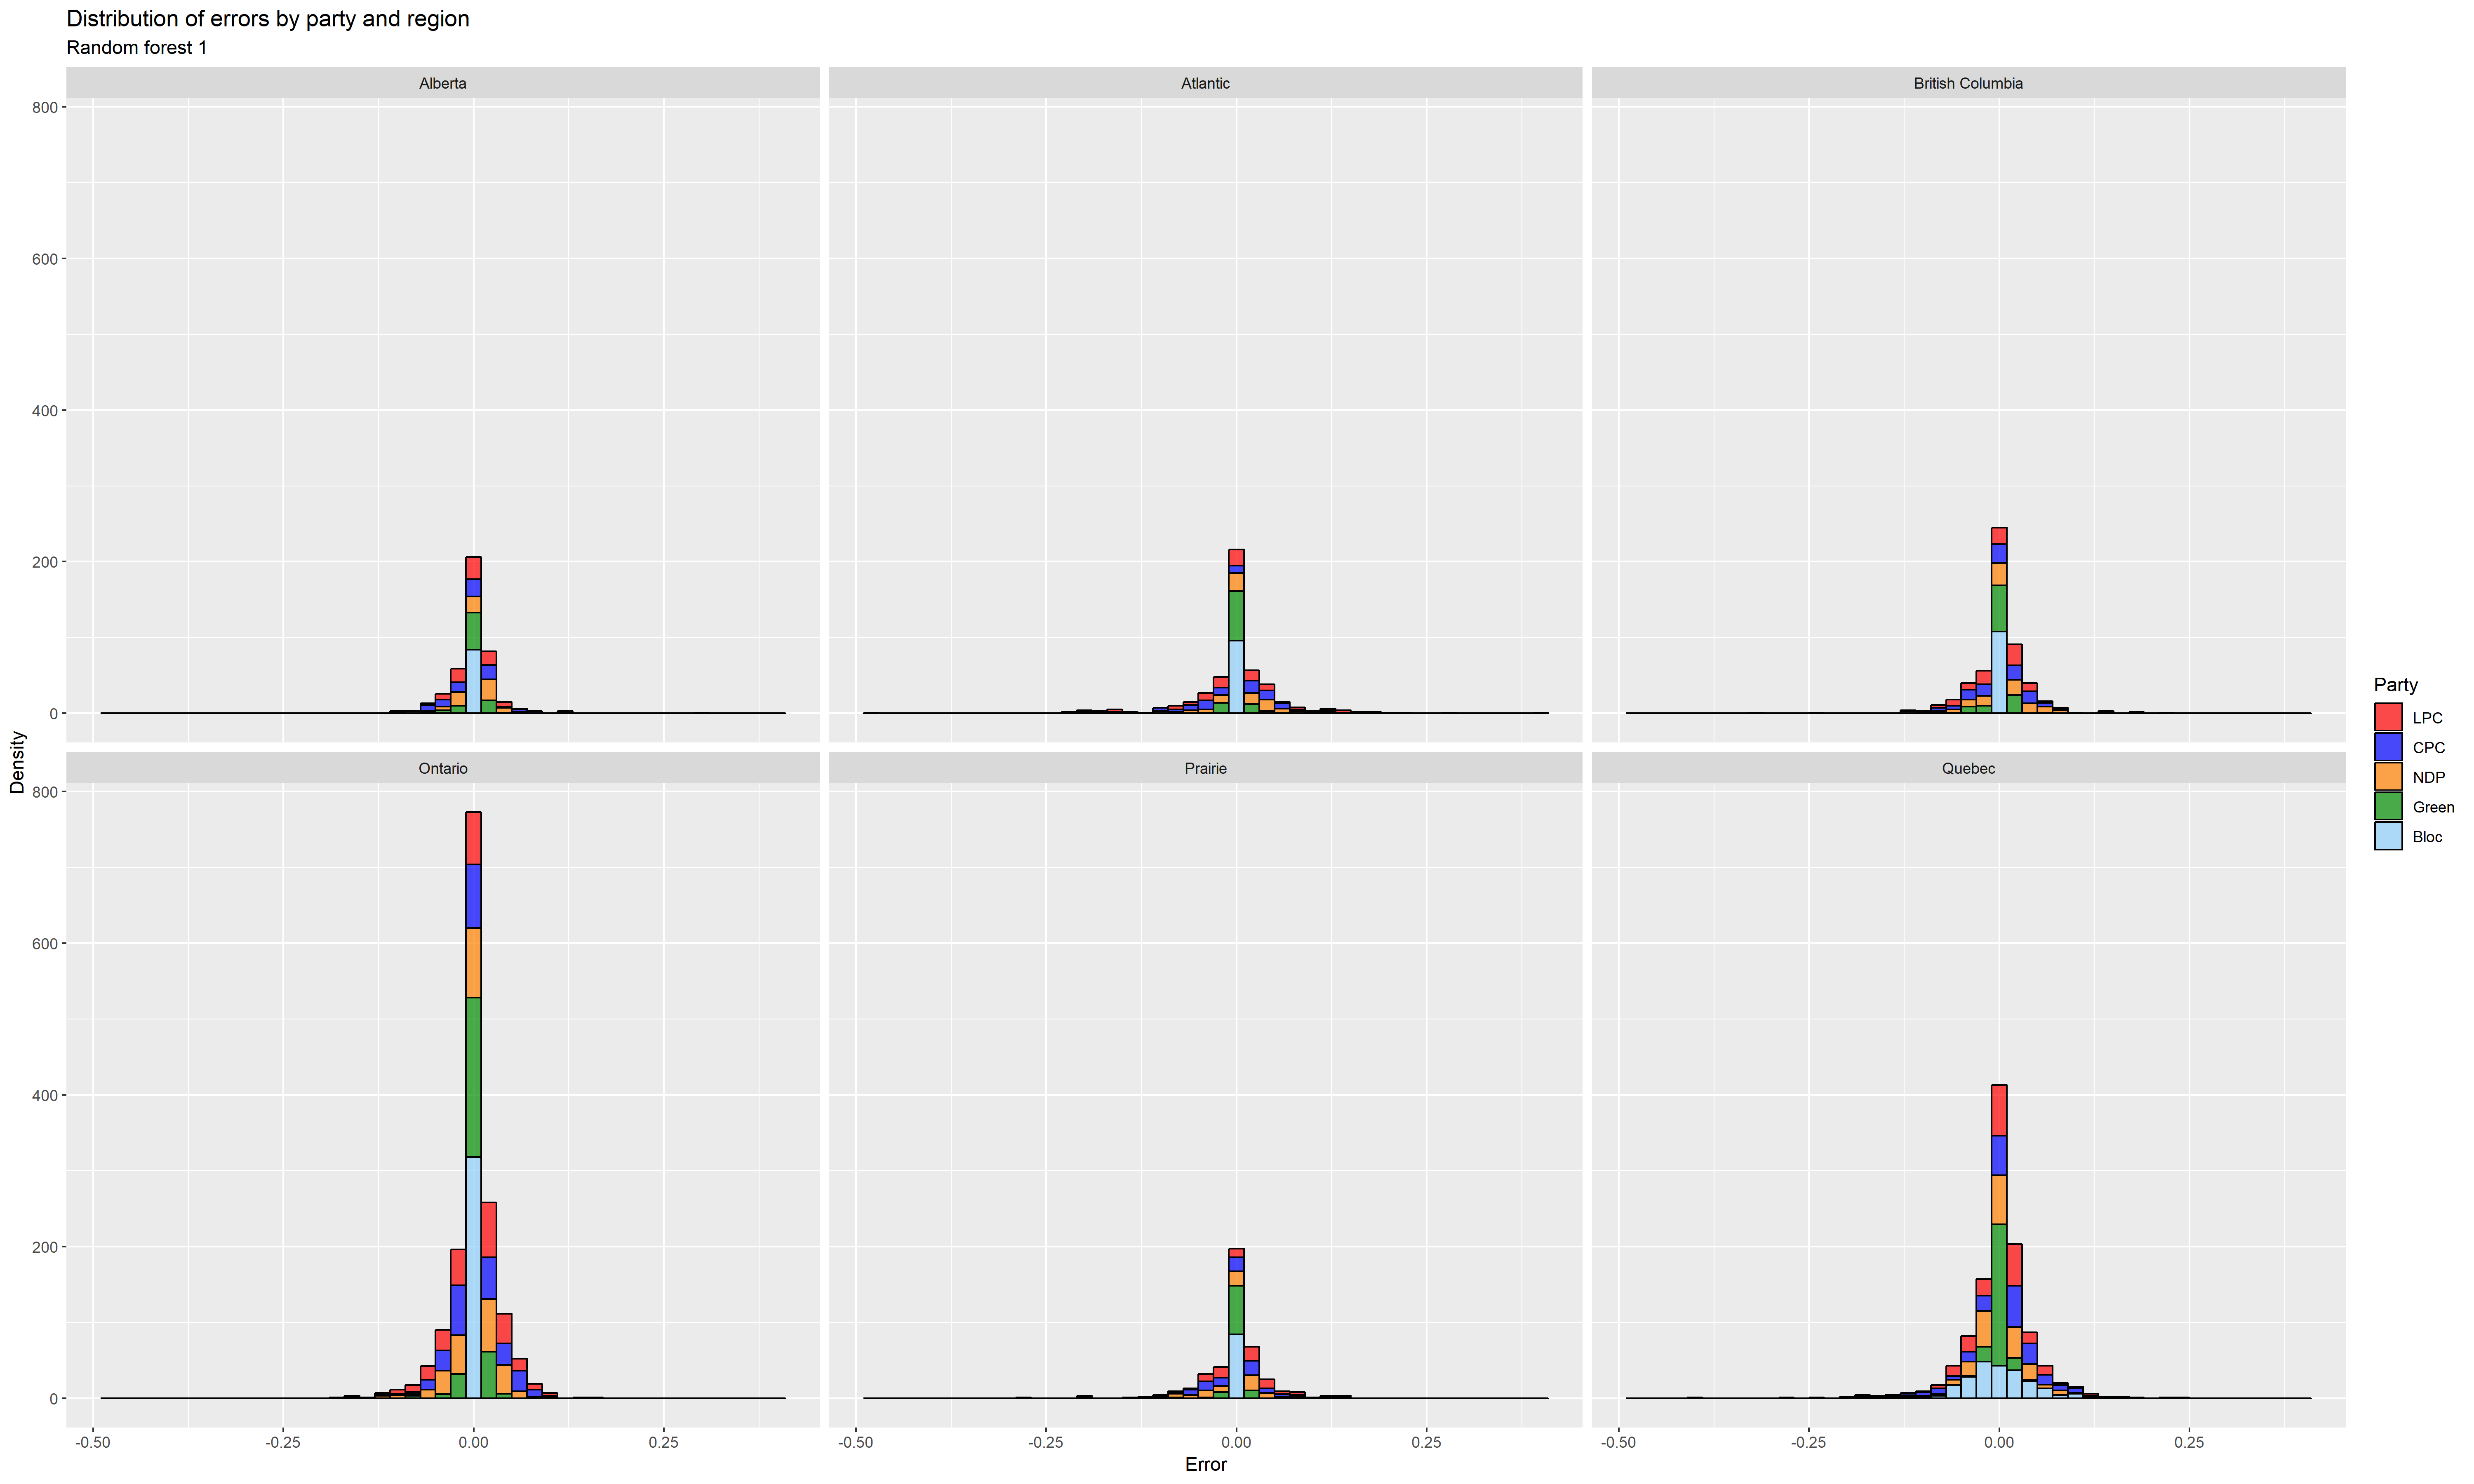 Distribution of errors by party and region
Random forest 1
Alberta
Atlantic
British Columbia
800
600
400
200
0
Ontario
Prairie
Quebec
800
600
400
200
0
-0.50 -0.25 0.00 0.25
-0.50 -0.25 0.00 0.25
-0.50 -0.25 0.00 0.25
Error
Density
Party
LPC
CPC
NDP
Green
Bloc